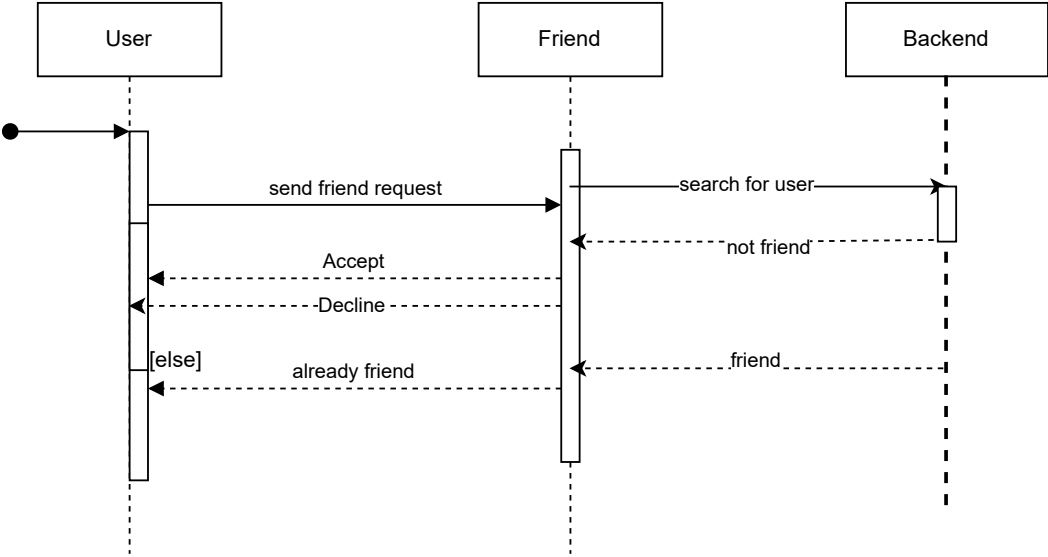 User
Friend
Backend
send friend request
search for user
not friend
Accept
Decline
[else]
friend
already friend